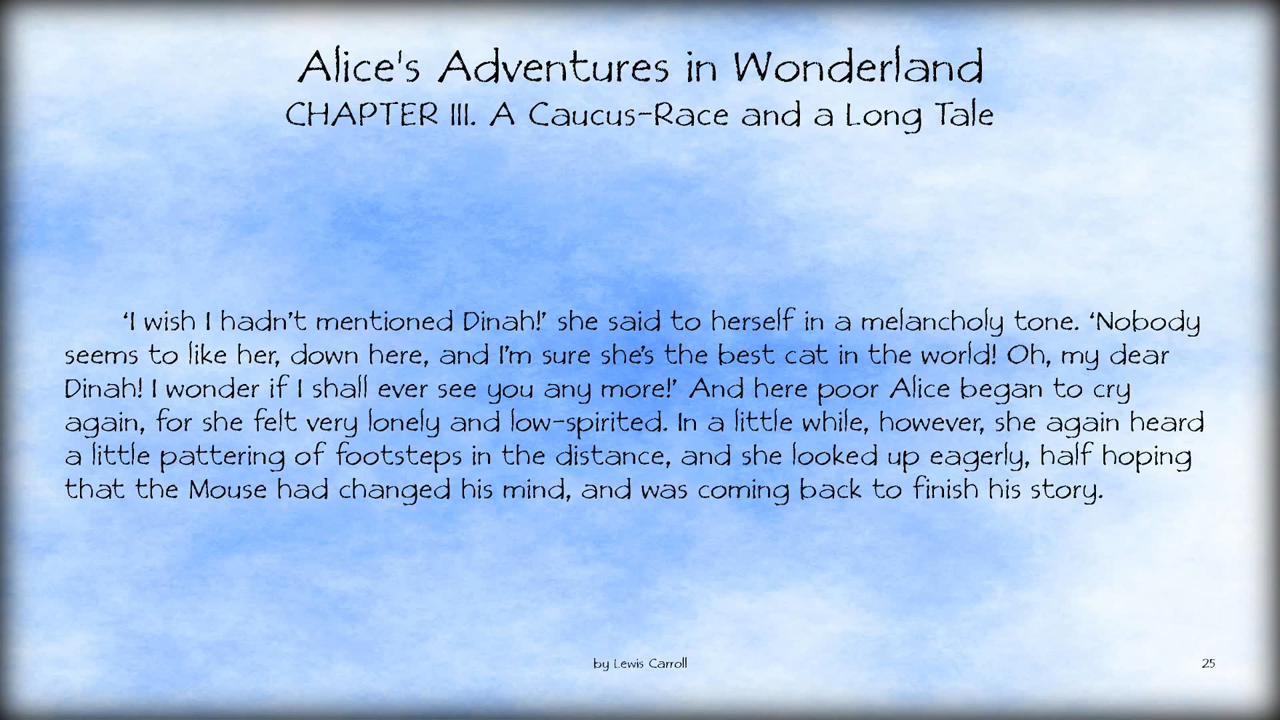 Alice's Adventures in Wonderland
CHAPTER III. A Caucus-Race and a Long Tale
‘I wish I hadn’t mentioned Dinah!’ she said to herself in a melancholy tone. ‘Nobody
seems to like her, down here, and I’m sure she’s the best cat in the world! Oh, my dear
Dinah! I wonder if I shall ever see you any more!’ And here poor Alice began to cry
again, for she felt very lonely and low-spirited. In a little while, however, she again heard
a little pattering of footsteps in the distance, and she looked up eagerly, half hoping
that the Mouse had changed his mind, and was coming back to finish his story.
by Lewis Carroll
25